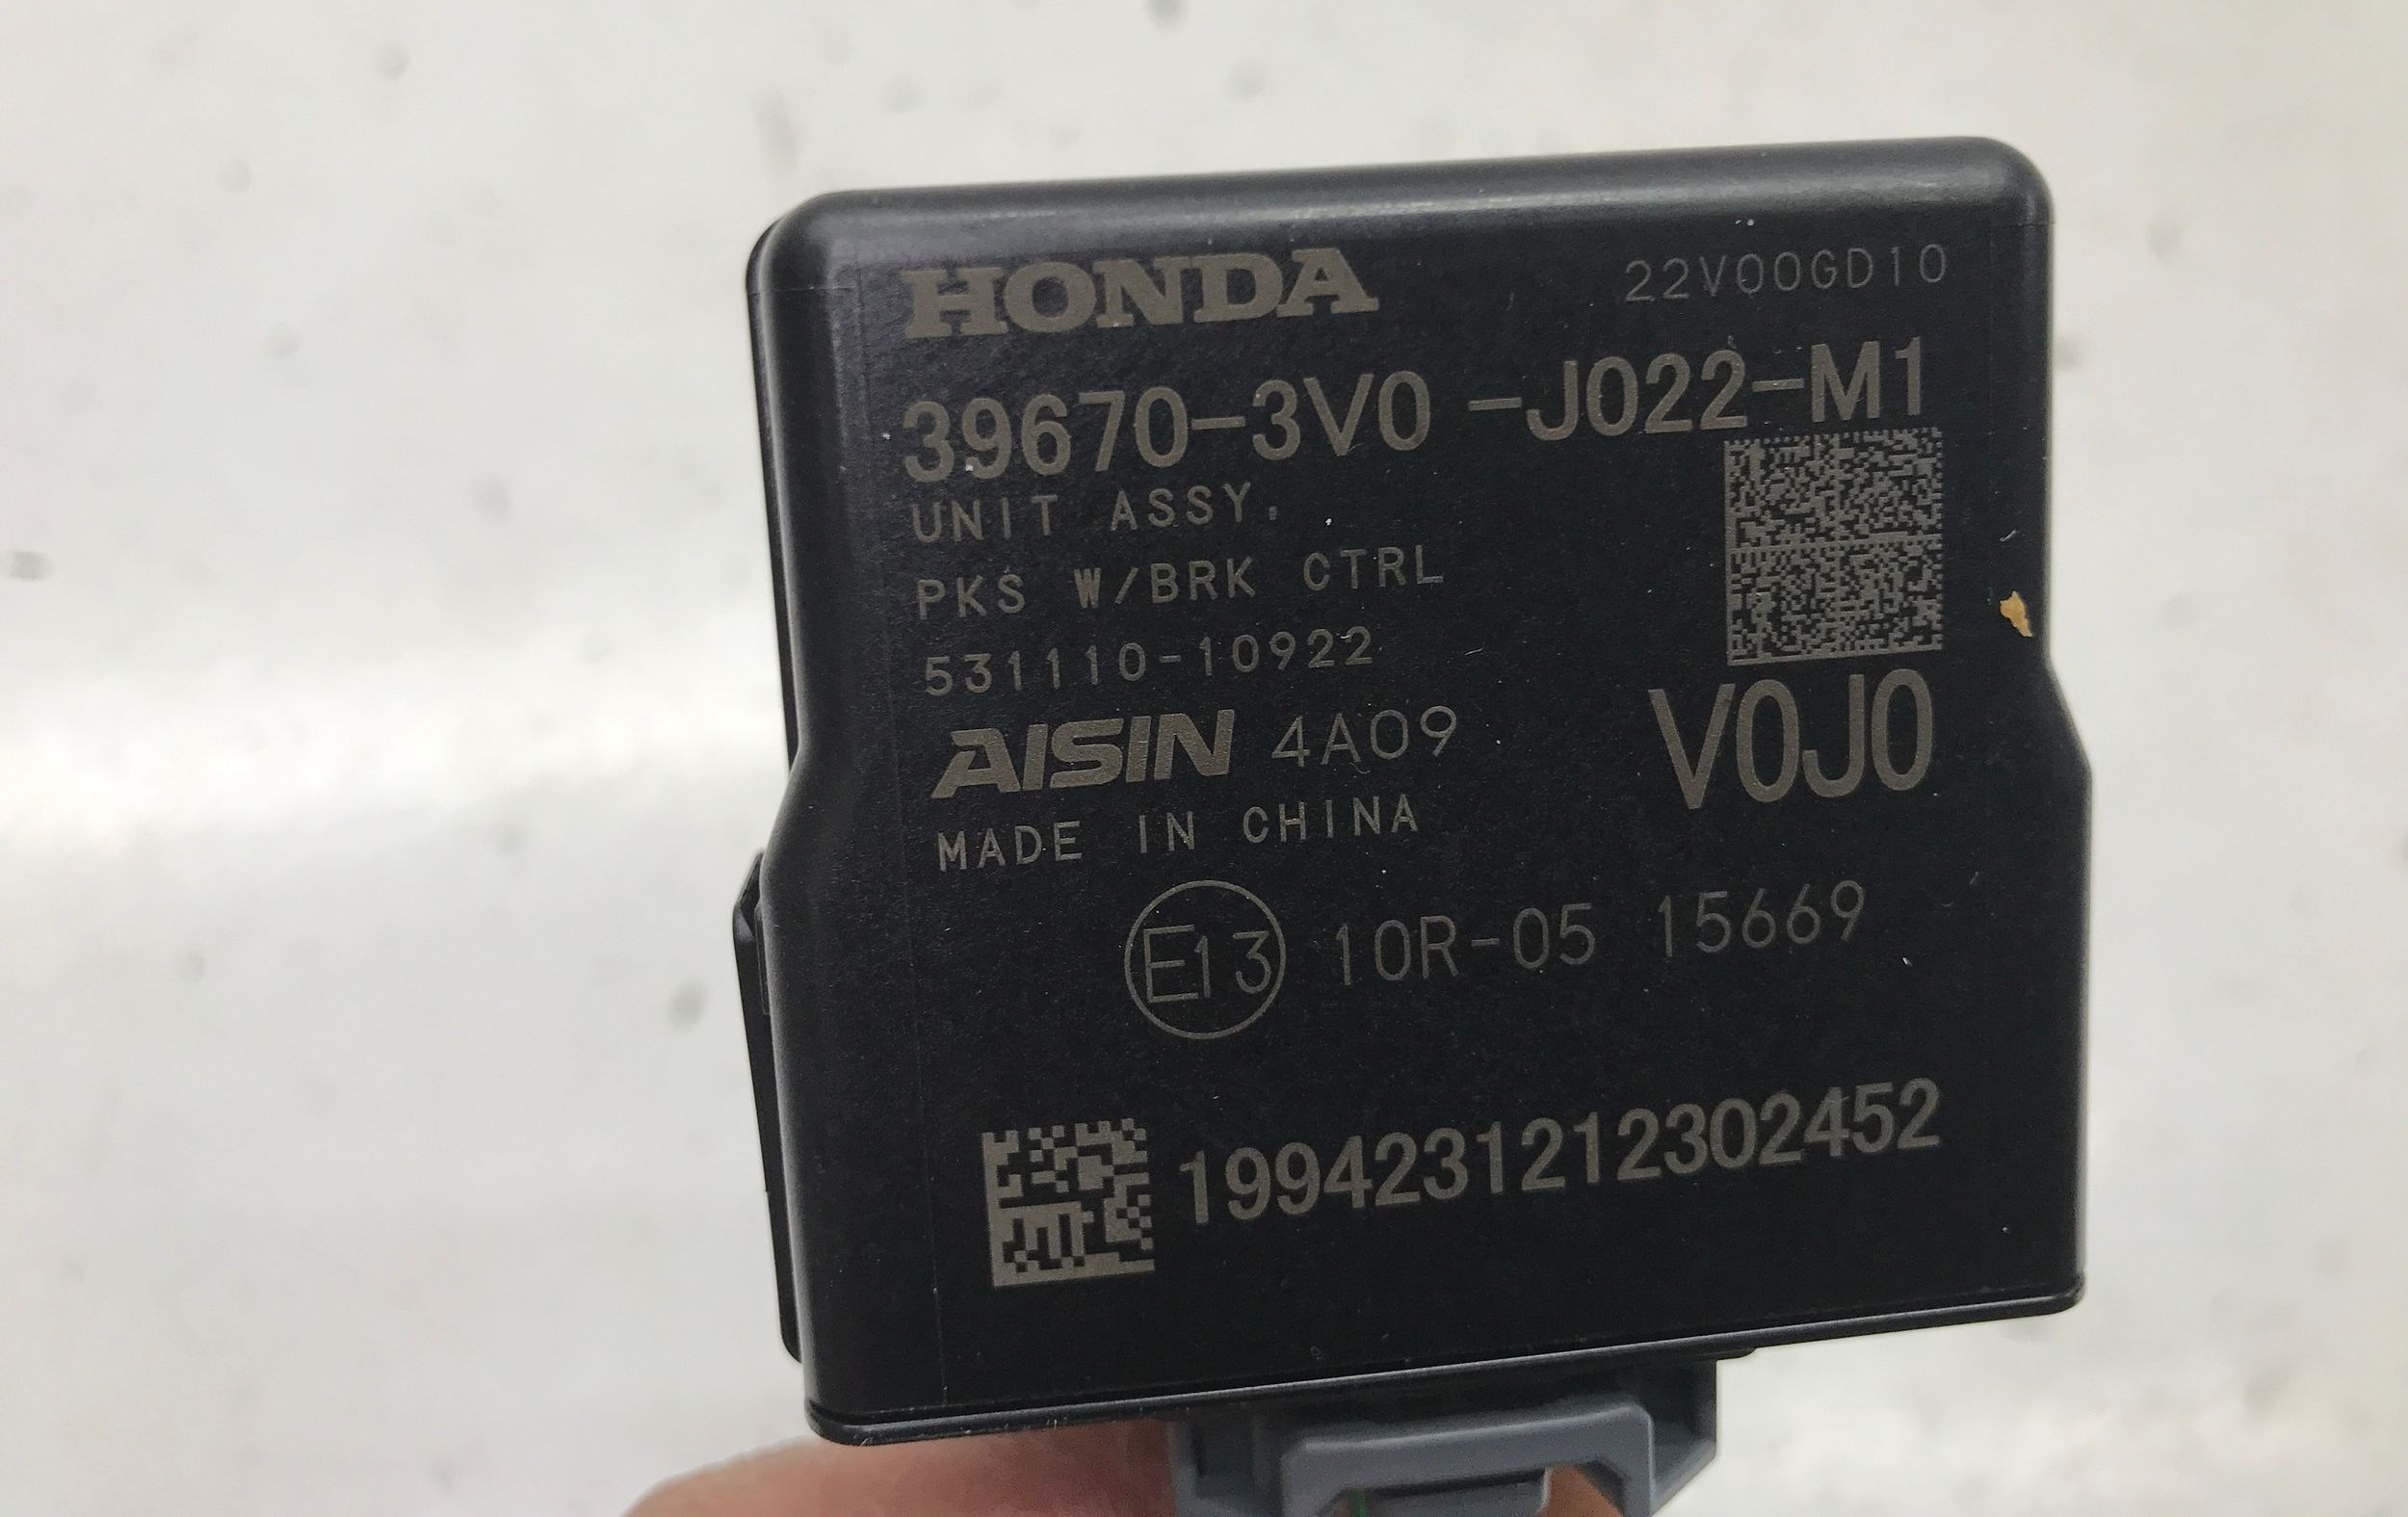 HONDA 22V00GD10
39670-3V0 -J022-M1
UNIT ASSY,
PKS W/BRK CTRL
531110-10922
AISIN 4A09 V0J0
MADE IN CHINA
E13 10R-05 15669
1994231212302452